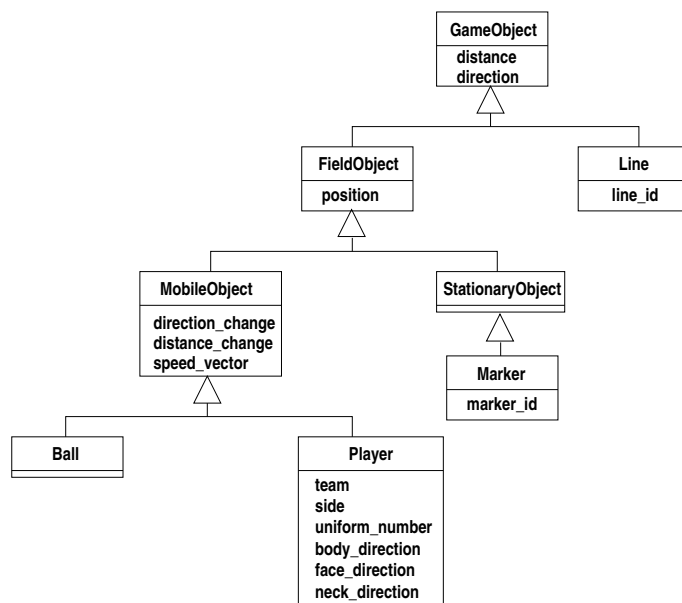 GameObject
distance
direction
FieldObject
position
Line
line_id
MobileObject
direction_change
distance_change
speed_vector
StationaryObject
Marker
marker_id
Ball
Player
team
side
uniform_number
body_direction
face_direction
neck_direction